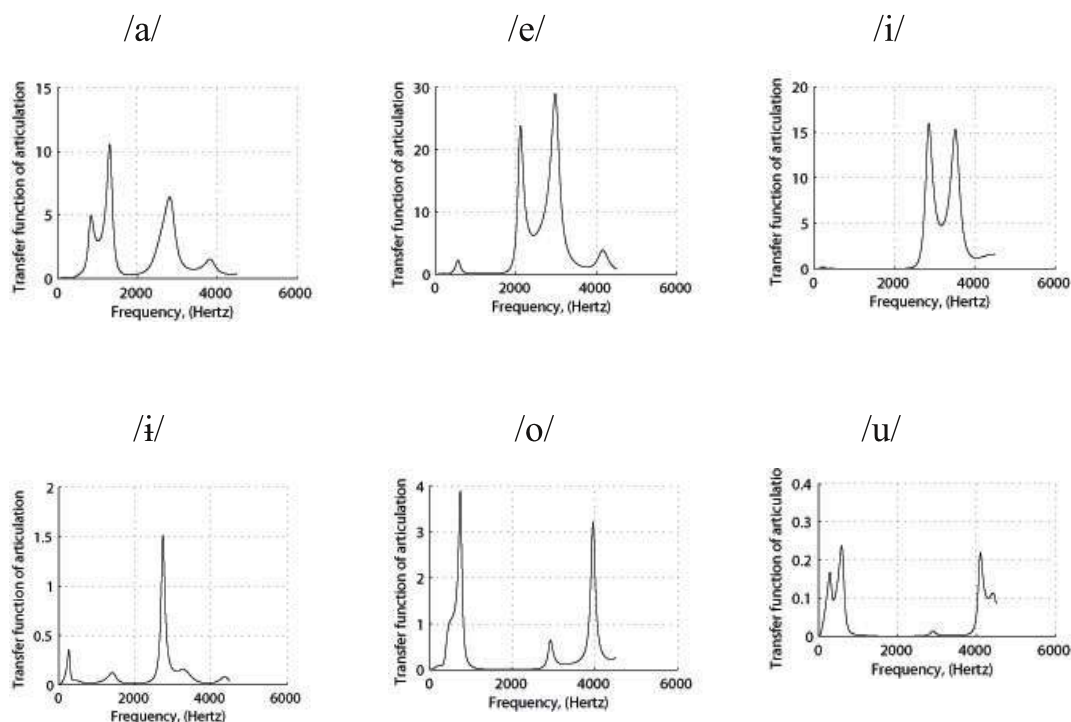 /a/ /e/ /i/
Transfer function of articulation
15
10
5
0
0 2000 4000 6000
Frequency, (Hertz)
Transfer function of articulation
30
20
10
0
0 2000 4000 6000
Frequency, (Hertz)
Transfer function of articulation
20
15
10
5
0
0 2000 4000 6000
Frequency, (Hertz)
/ɨ/ /o/ /u/
Transfer function of articulation
2
1.5
1
0.5
0
0 2000 4000 6000
Frequency, (Hertz)
Transfer function of articulation
4
3
2
1
0
0 2000 4000 6000
Frequency, (Hertz)
Transfer function of articulatio
0.4
0.3
0.2
0.1
0
0 2000 4000 6000
Frequency, (Hertz)